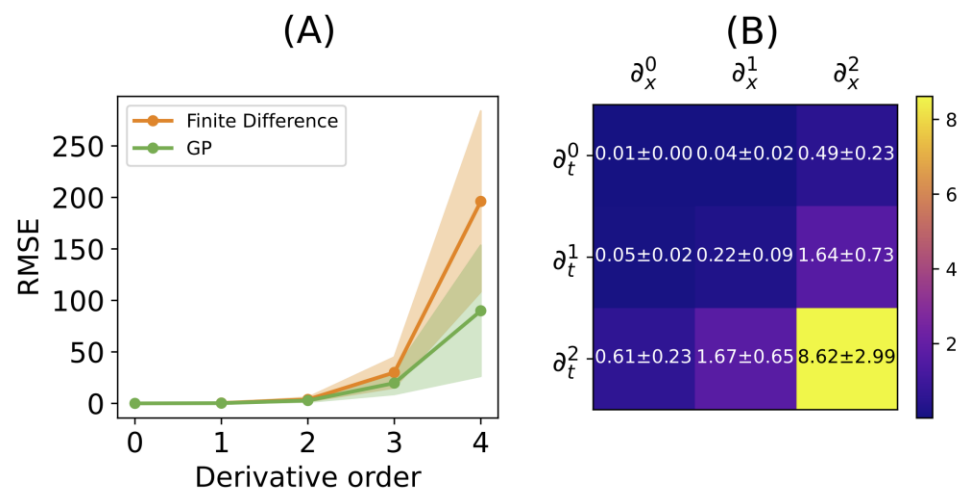 (A)
RMSE
250
200
150
100
50
0
Finite Difference
GP
0 1 2 3 4
Derivative order
(B)
∂ₓ⁰ ∂ₓ¹ ∂ₓ²
∂ₜ⁰ 0.01±0.00 0.04±0.02 0.49±0.23
∂ₜ¹ 0.05±0.02 0.22±0.09 1.64±0.73
∂ₜ² 0.61±0.23 1.67±0.65 8.62±2.99
8
6
4
2